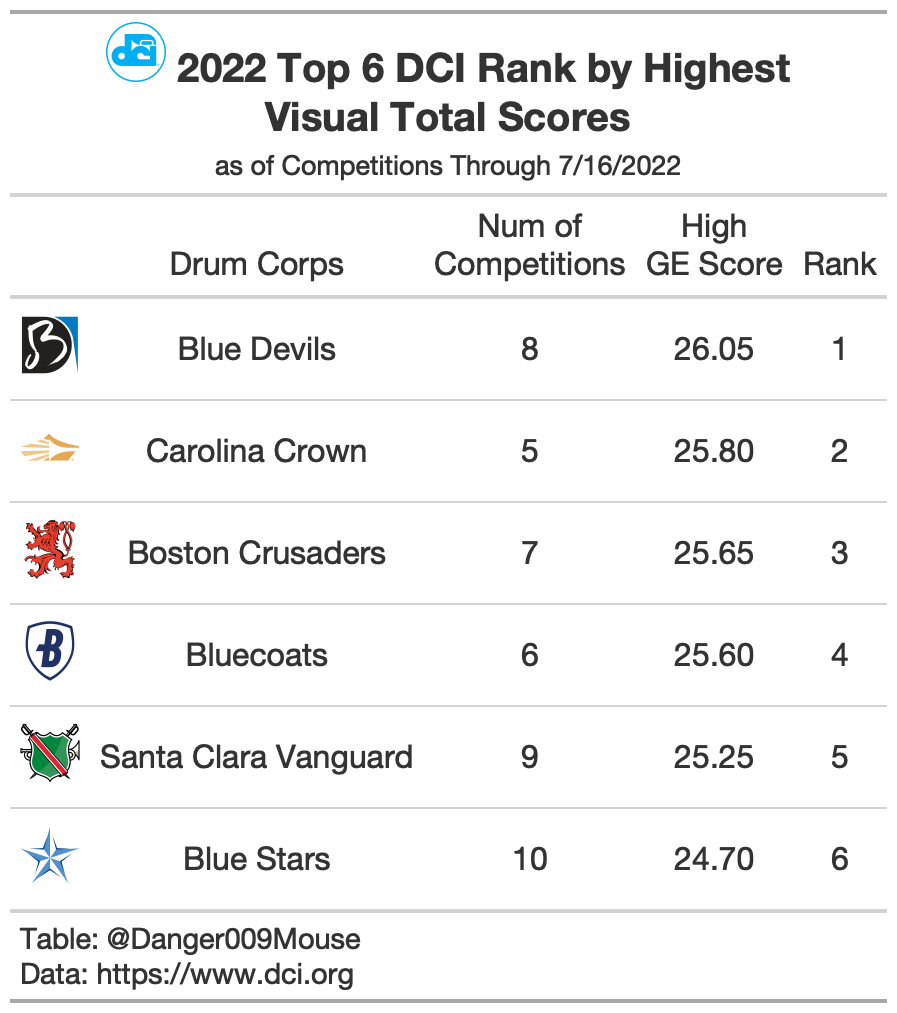 dci
2022 Top 6 DCI Rank by Highest
Visual Total Scores
as of Competitions Through 7/16/2022
Drum Corps Num of Competitions High GE Score Rank
B Blue Devils 8 26.05 1
Carolina Crown 5 25.80 2
Boston Crusaders 7 25.65 3
B Bluecoats 6 25.60 4
Santa Clara Vanguard 9 25.25 5
Blue Stars 10 24.70 6
Table: @Danger009Mouse
Data: https://www.dci.org